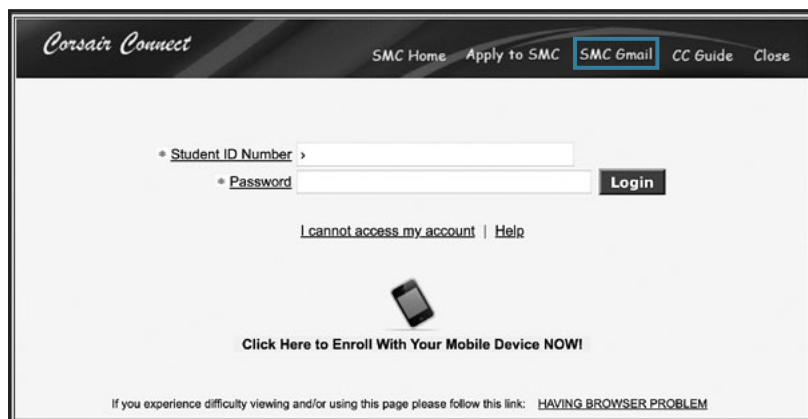 Corsair Connect
SMC Home Apply to SMC SMC Gmail CC Guide Close
* Student ID Number ›
* Password Login
I cannot access my account | Help
Click Here to Enroll With Your Mobile Device NOW!
If you experience difficulty viewing and/or using this page please follow this link: HAVING BROWSER PROBLEM